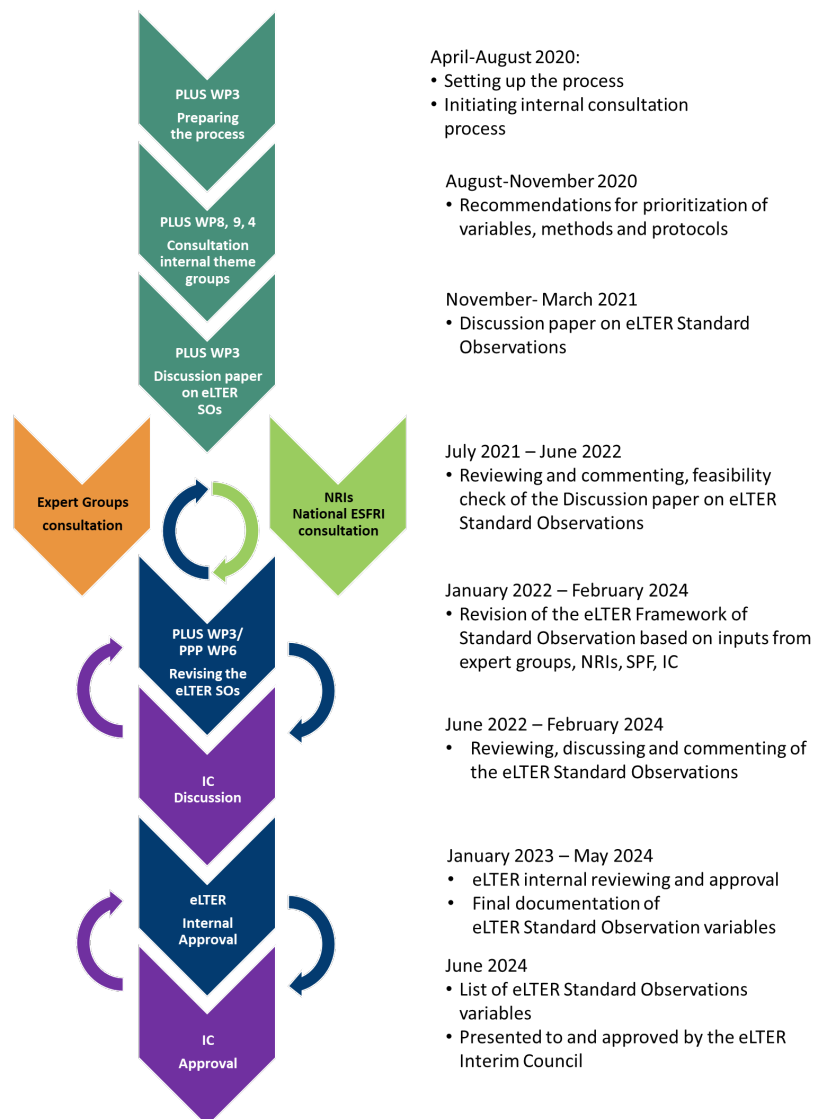 PLUS WP3
Preparing
the process
April-August 2020:
• Setting up the process
• Initiating internal consultation
process
PLUS WP8, 9, 4
Consultation
internal theme
groups
August-November 2020
• Recommendations for prioritization of
variables, methods and protocols
PLUS WP3
Discussion paper
on eLTER
SOs
November- March 2021
• Discussion paper on eLTER Standard
Observations
Expert Groups
consultation
NRIs
National ESFRI
consultation
July 2021 – June 2022
• Reviewing and commenting, feasibility
check of the Discussion paper on eLTER
Standard Observations
PLUS WP3/
PPP WP6
Revising the
eLTER SOs
January 2022 – February 2024
• Revision of the eLTER Framework of
Standard Observation based on inputs from
expert groups, NRIs, SPF, IC
IC
Discussion
June 2022 – February 2024
• Reviewing, discussing and commenting of
the eLTER Standard Observations
eLTER
Internal
Approval
January 2023 – May 2024
• eLTER internal reviewing and approval
• Final documentation of
eLTER Standard Observation variables
IC
Approval
June 2024
• List of eLTER Standard Observations
variables
• Presented to and approved by the eLTER
Interim Council